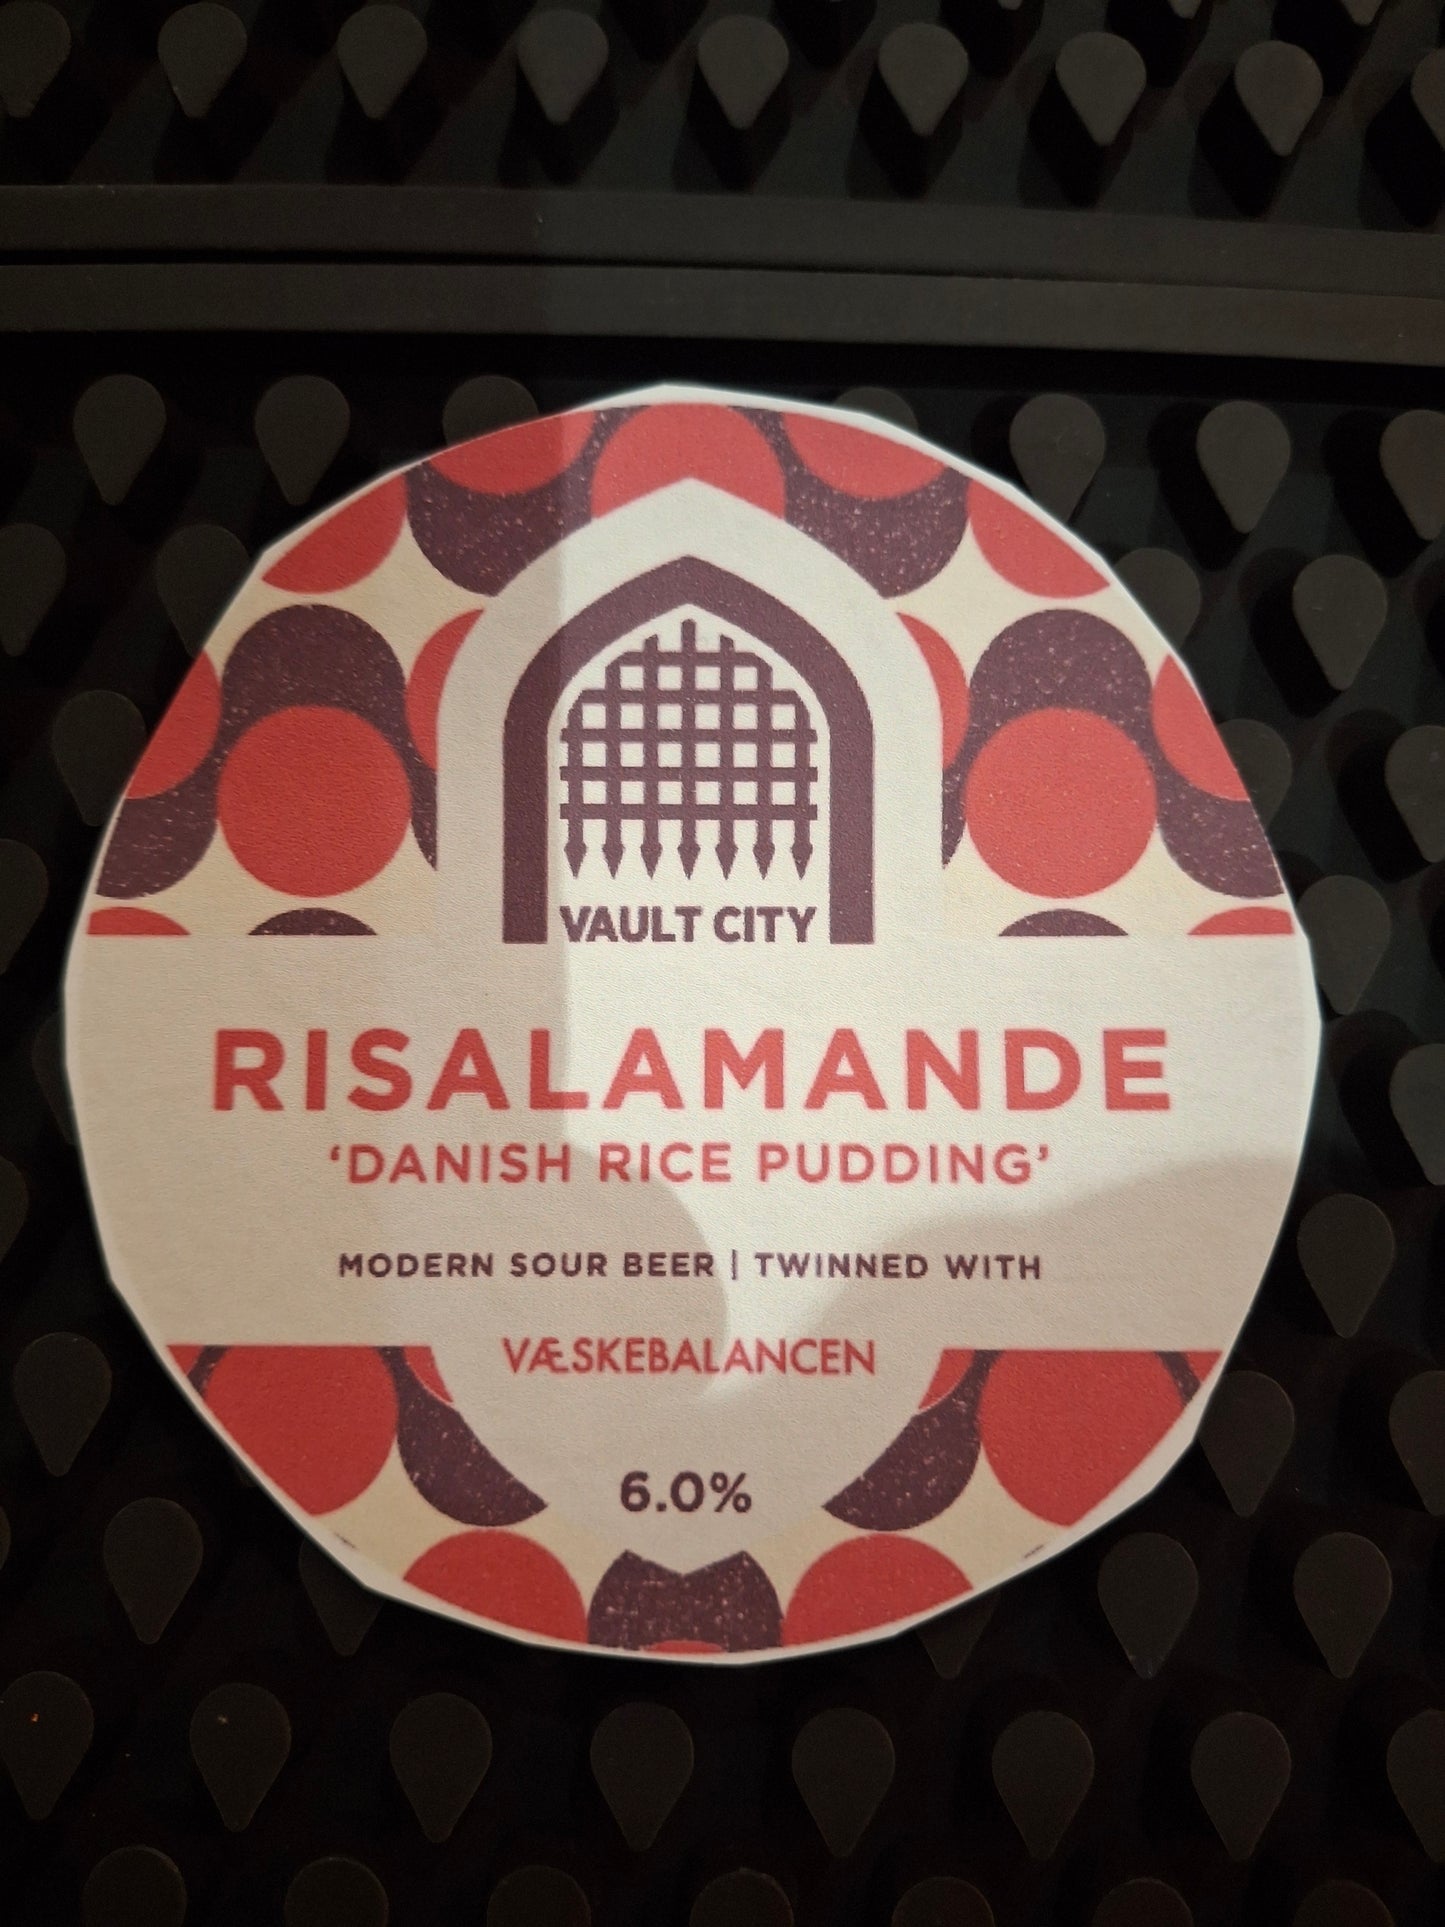 VAULT CITY
RISALAMANDE
‘DANISH RICE PUDDING’
MODERN SOUR BEER | TWINNED WITH
VÆSKEBALANCEN
6.0%